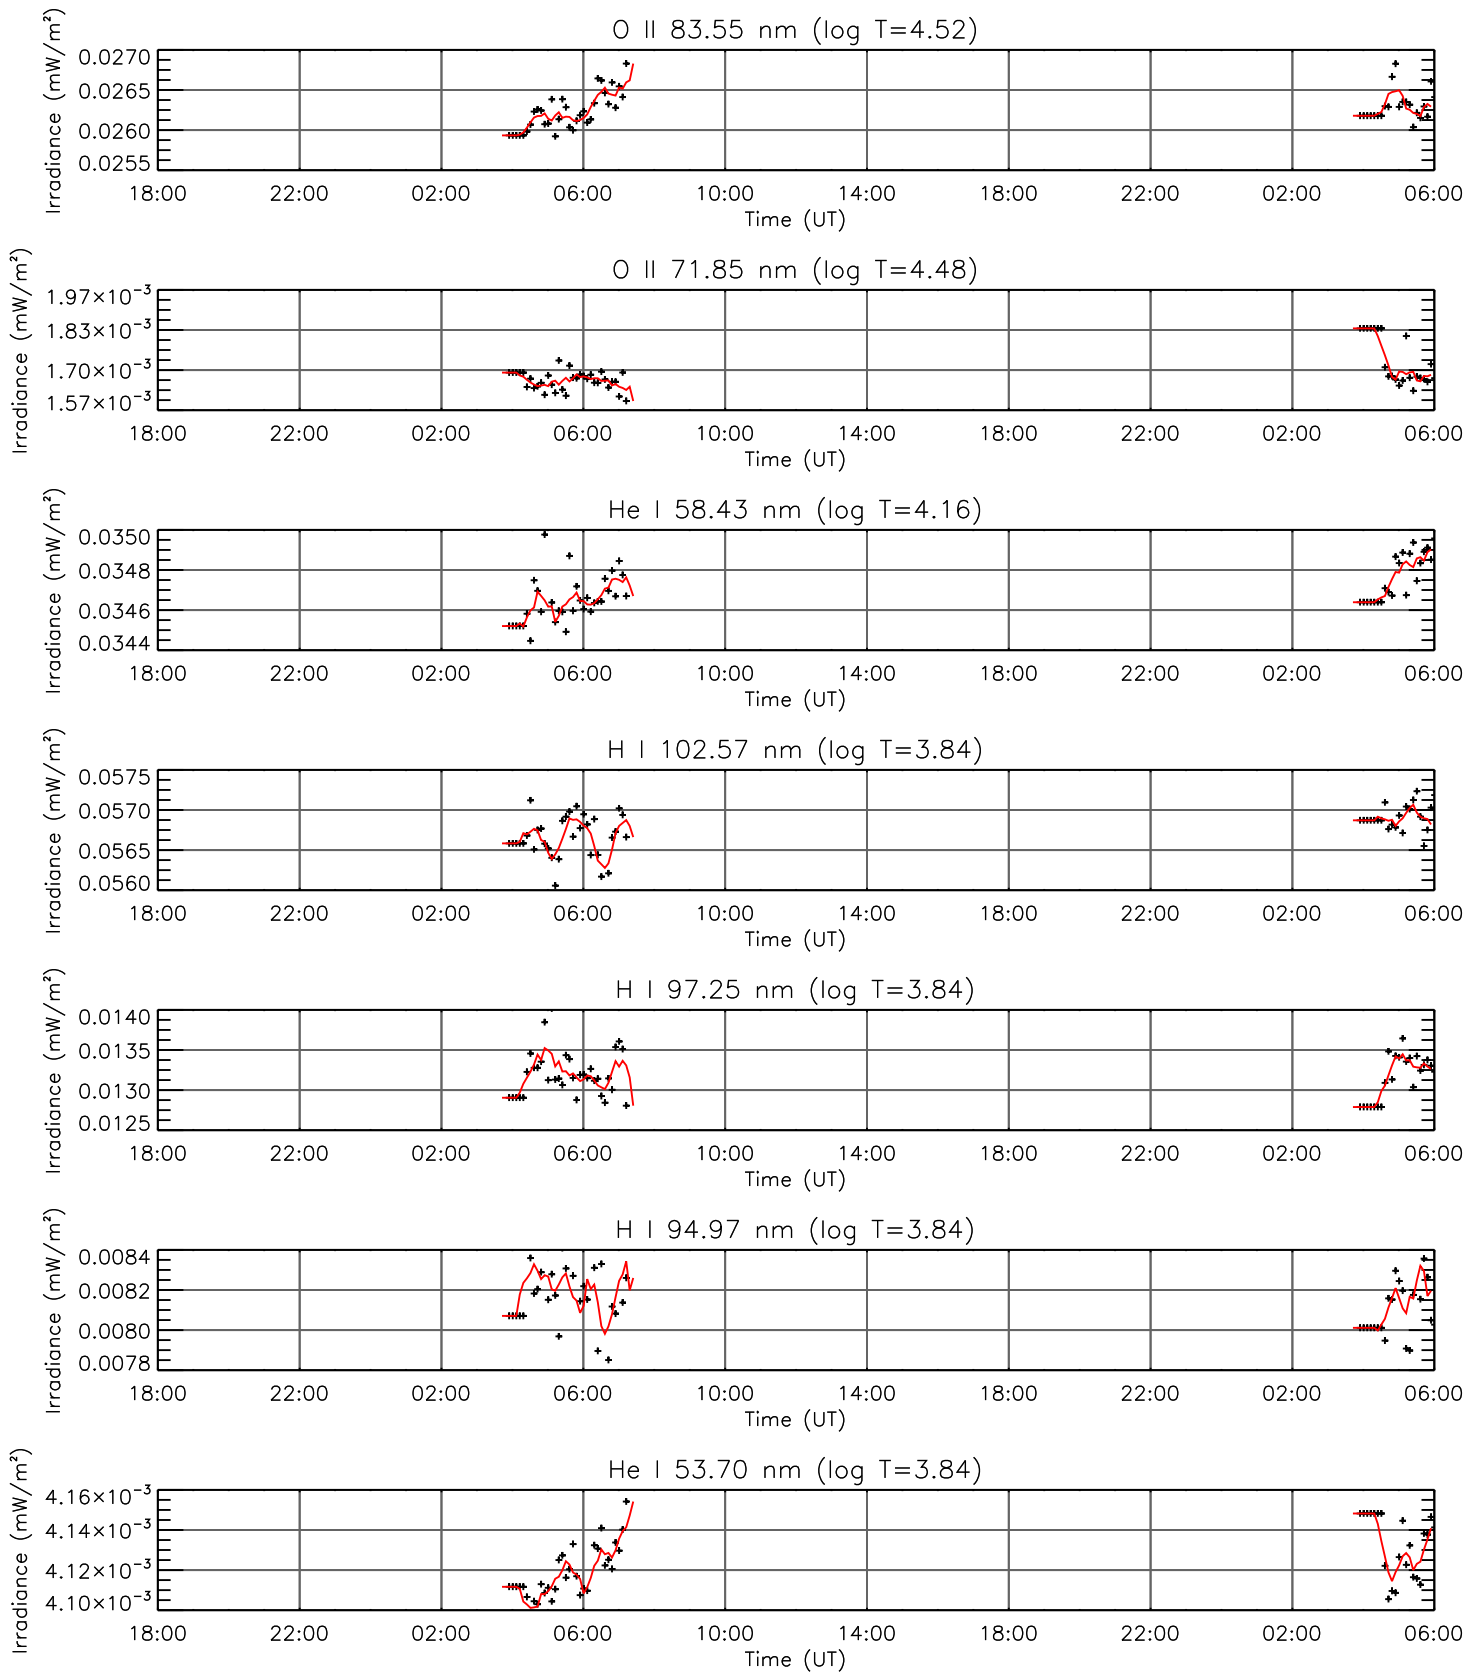 O II 83.55 nm (log T=4.52)
Irradiance (mW/m²)
0.0270
0.0265
0.0260
0.0255
18:00 22:00 02:00 06:00 10:00 14:00 18:00 22:00 02:00 06:00
Time (UT)
O II 71.85 nm (log T=4.48)
Irradiance (mW/m²)
1.97×10⁻³
1.83×10⁻³
1.70×10⁻³
1.57×10⁻³
18:00 22:00 02:00 06:00 10:00 14:00 18:00 22:00 02:00 06:00
Time (UT)
He I 58.43 nm (log T=4.16)
Irradiance (mW/m²)
0.0350
0.0348
0.0346
0.0344
18:00 22:00 02:00 06:00 10:00 14:00 18:00 22:00 02:00 06:00
Time (UT)
H I 102.57 nm (log T=3.84)
Irradiance (mW/m²)
0.0575
0.0570
0.0565
0.0560
18:00 22:00 02:00 06:00 10:00 14:00 18:00 22:00 02:00 06:00
Time (UT)
H I 97.25 nm (log T=3.84)
Irradiance (mW/m²)
0.0140
0.0135
0.0130
0.0125
18:00 22:00 02:00 06:00 10:00 14:00 18:00 22:00 02:00 06:00
Time (UT)
H I 94.97 nm (log T=3.84)
Irradiance (mW/m²)
0.0084
0.0082
0.0080
0.0078
18:00 22:00 02:00 06:00 10:00 14:00 18:00 22:00 02:00 06:00
Time (UT)
He I 53.70 nm (log T=3.84)
Irradiance (mW/m²)
4.16×10⁻³
4.14×10⁻³
4.12×10⁻³
4.10×10⁻³
18:00 22:00 02:00 06:00 10:00 14:00 18:00 22:00 02:00 06:00
Time (UT)